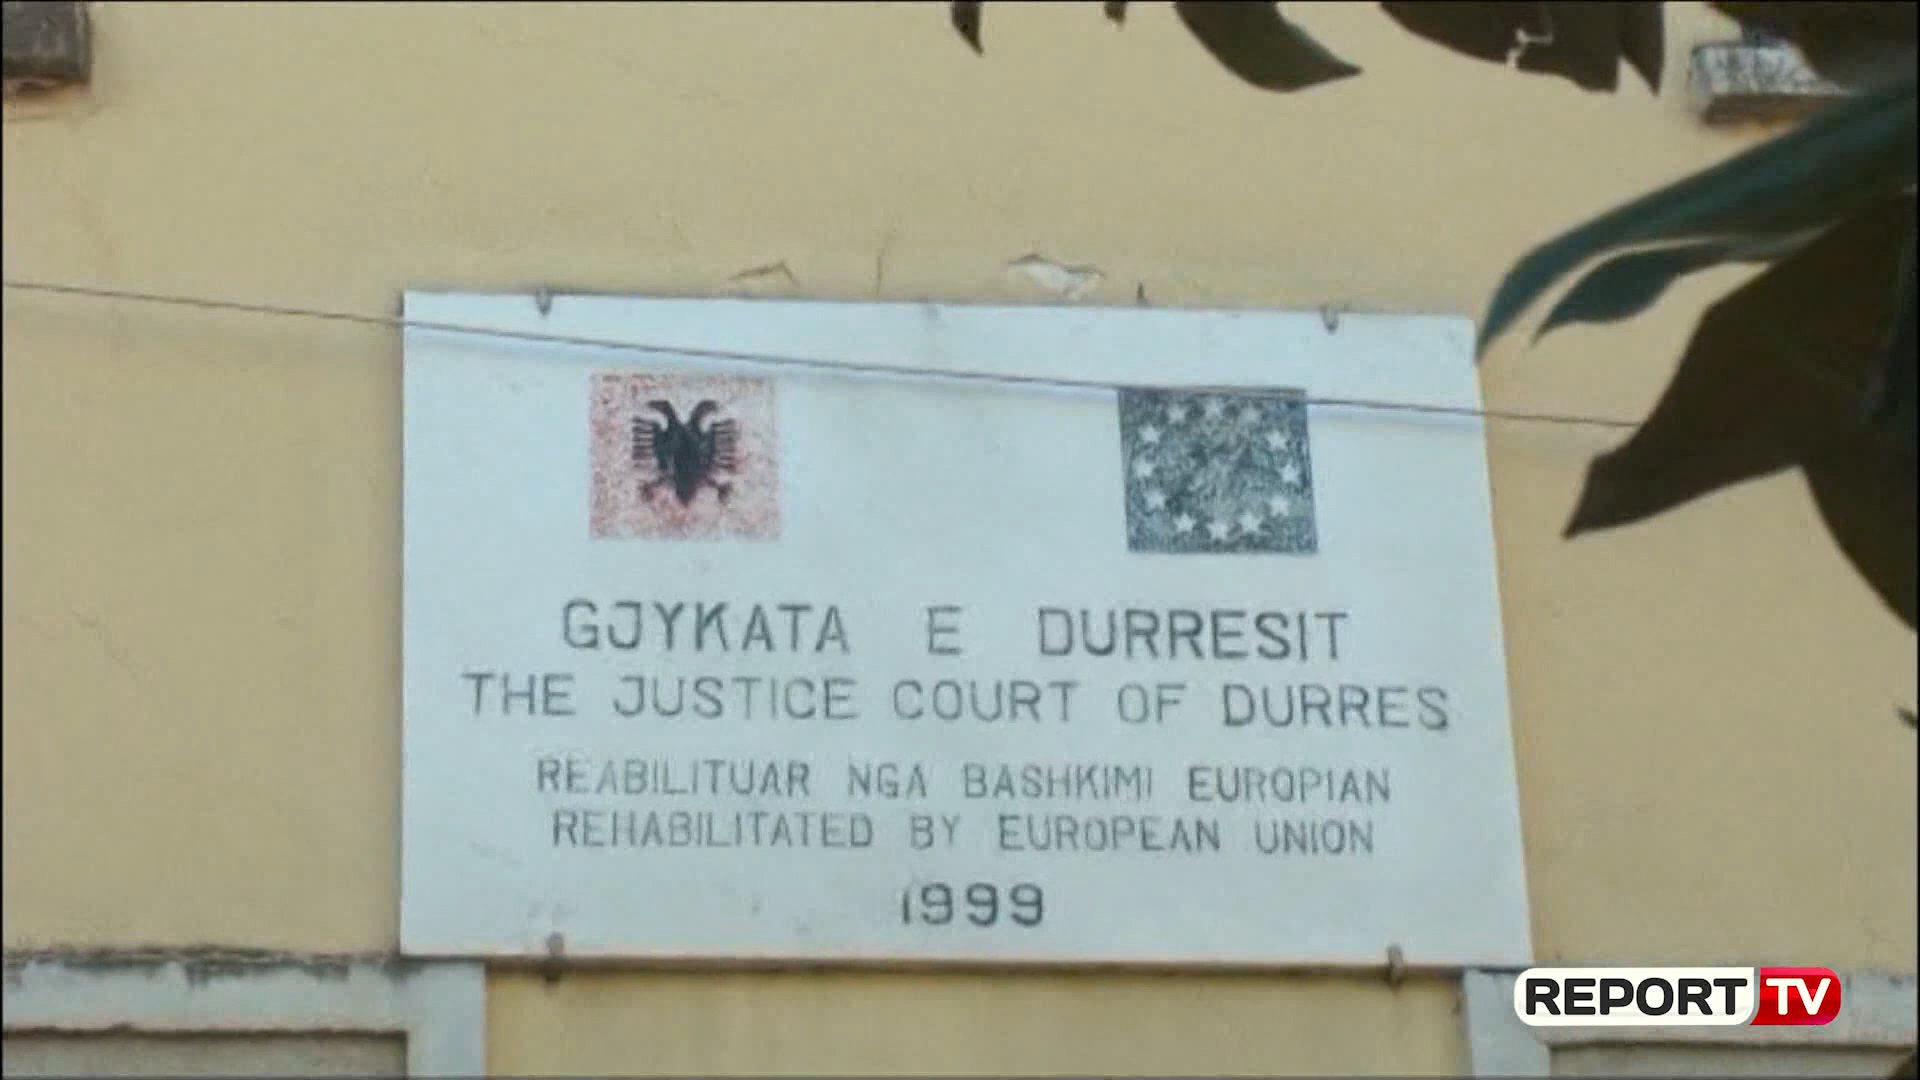 GJYKATA E DURRESIT
THE JUSTICE COURT OF DURRES
REABILITUAR NGA BASHKIMI EUROPIAN
REHABILITATED BY EUROPEAN UNION
1999
REPORT TV